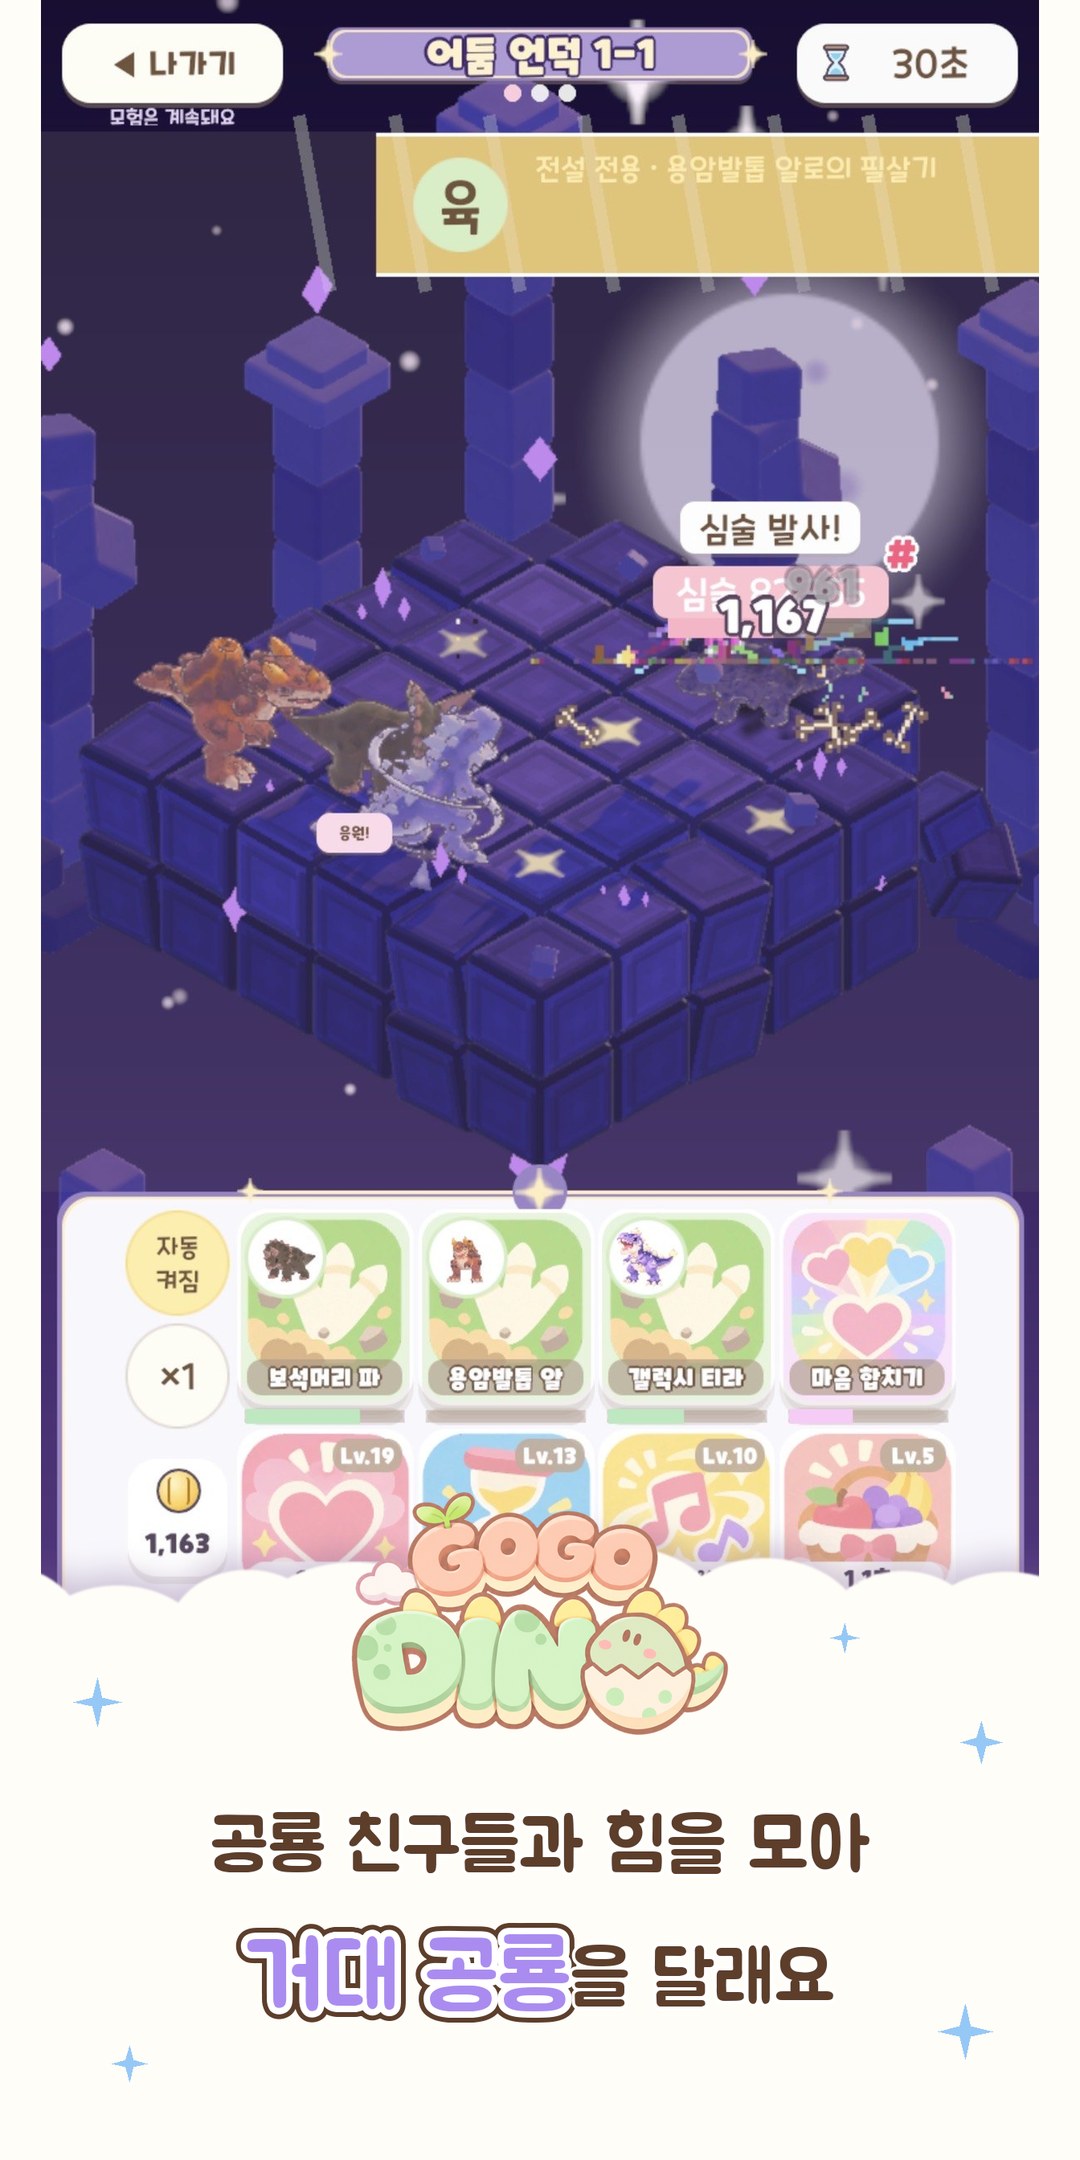 ◀ 나가기
어둠 언덕 1-1
30초
모험은 계속돼요
전설 전용 · 용암발톱 알로의 필살기
육
심술 발사!
심술
961
1,167
응원!
자동
켜짐
보석머리 파
용암발톱 알
갤럭시 티라
마음 합치기
×1
Lv.19
Lv.13
Lv.10
Lv.5
1,163
GOGO
DINO
공룡 친구들과 힘을 모아
거대 공룡을 달래요